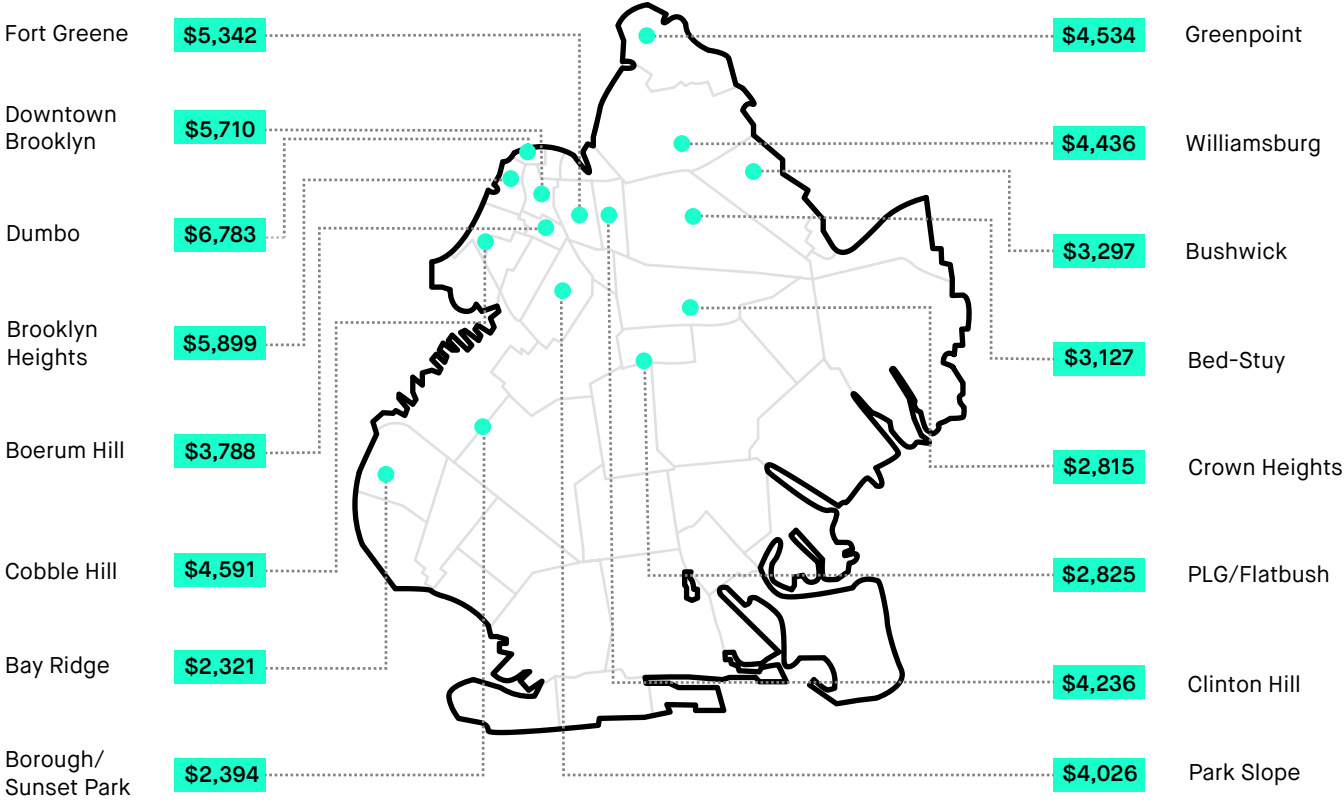 Fort Greene
$5,342
Downtown
Brooklyn
$5,710
Dumbo
$6,783
Brooklyn
Heights
$5,899
Boerum Hill
$3,788
Cobble Hill
$4,591
Bay Ridge
$2,321
Borough/
Sunset Park
$2,394
$4,534
Greenpoint
$4,436
Williamsburg
$3,297
Bushwick
$3,127
Bed-Stuy
$2,815
Crown Heights
$2,825
PLG/Flatbush
$4,236
Clinton Hill
$4,026
Park Slope